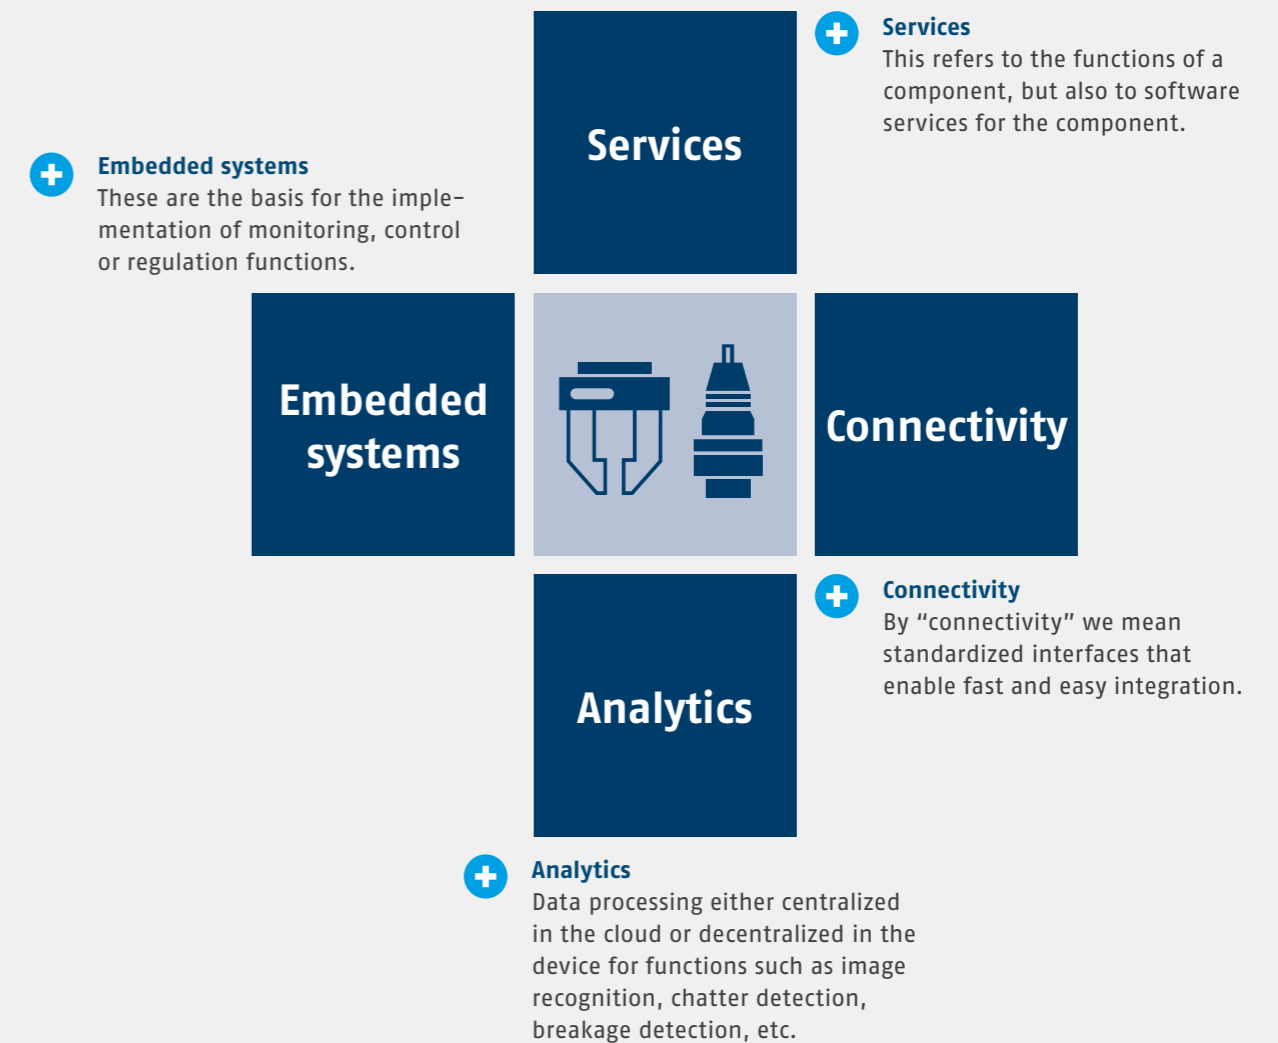 Services
Services
This refers to the functions of a
component, but also to software
services for the component.
Embedded systems
These are the basis for the imple-
mentation of monitoring, control
or regulation functions.
Embedded
systems
Connectivity
Connectivity
By “connectivity” we mean
standardized interfaces that
enable fast and easy integration.
Analytics
Analytics
Data processing either centralized
in the cloud or decentralized in the
device for functions such as image
recognition, chatter detection,
breakage detection, etc.